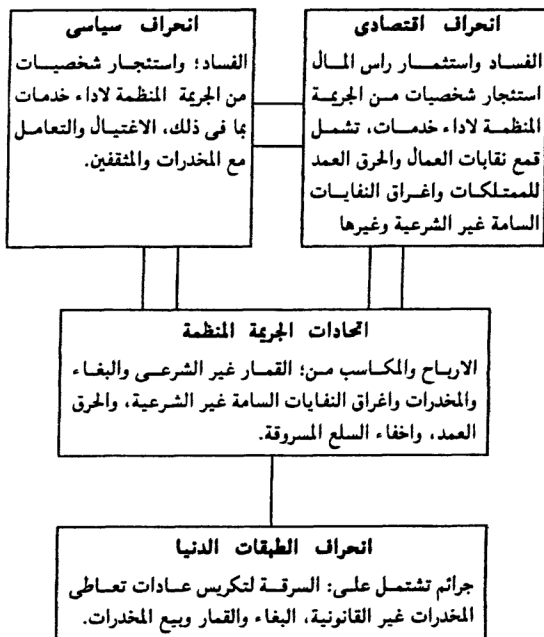 انحراف اقتصادى
الفساد واستثمار راس المال
استئجار شخصيات من الجريمة
المنظمة لاداء خدمات، تشمل
قمع نقابات العمال والحرق العمد
للممتلكات واغراق النفايات
السامة غير الشرعية وغيرها
انحراف سياسى
الفساد؛ واستئجار شخصيات
من الجريمة المنظمة لاداء خدمات
بما فى ذلك، الاغتيال والتعامل
مع المخدرات والمثقفين.
اتحادات الجريمة المنظمة
الارباح والمكاسب من؛ القمار غير الشرعى والبغاء
والمخدرات واغراق النفايات السامة غير الشرعية، والحرق
العمد، واخفاء السلع المسروقة.
انحراف الطبقات الدنيا
جرائم تشتمل على: السرقة لتكريس عادات تعاطى
المخدرات غير القانونية، البغاء والقمار وبيع المخدرات.